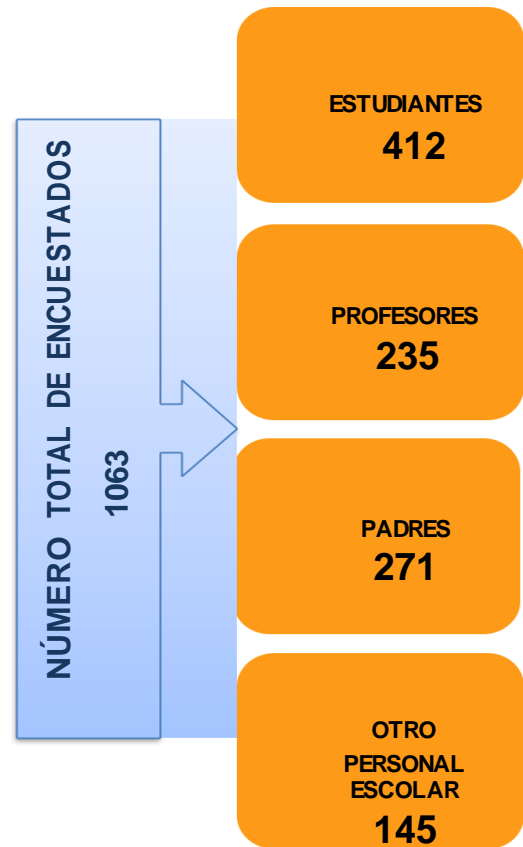 NÚMERO TOTAL DE ENCUESTADOS
1063
ESTUDIANTES
412
PROFESORES
235
PADRES
271
OTRO
PERSONAL
ESCOLAR
145